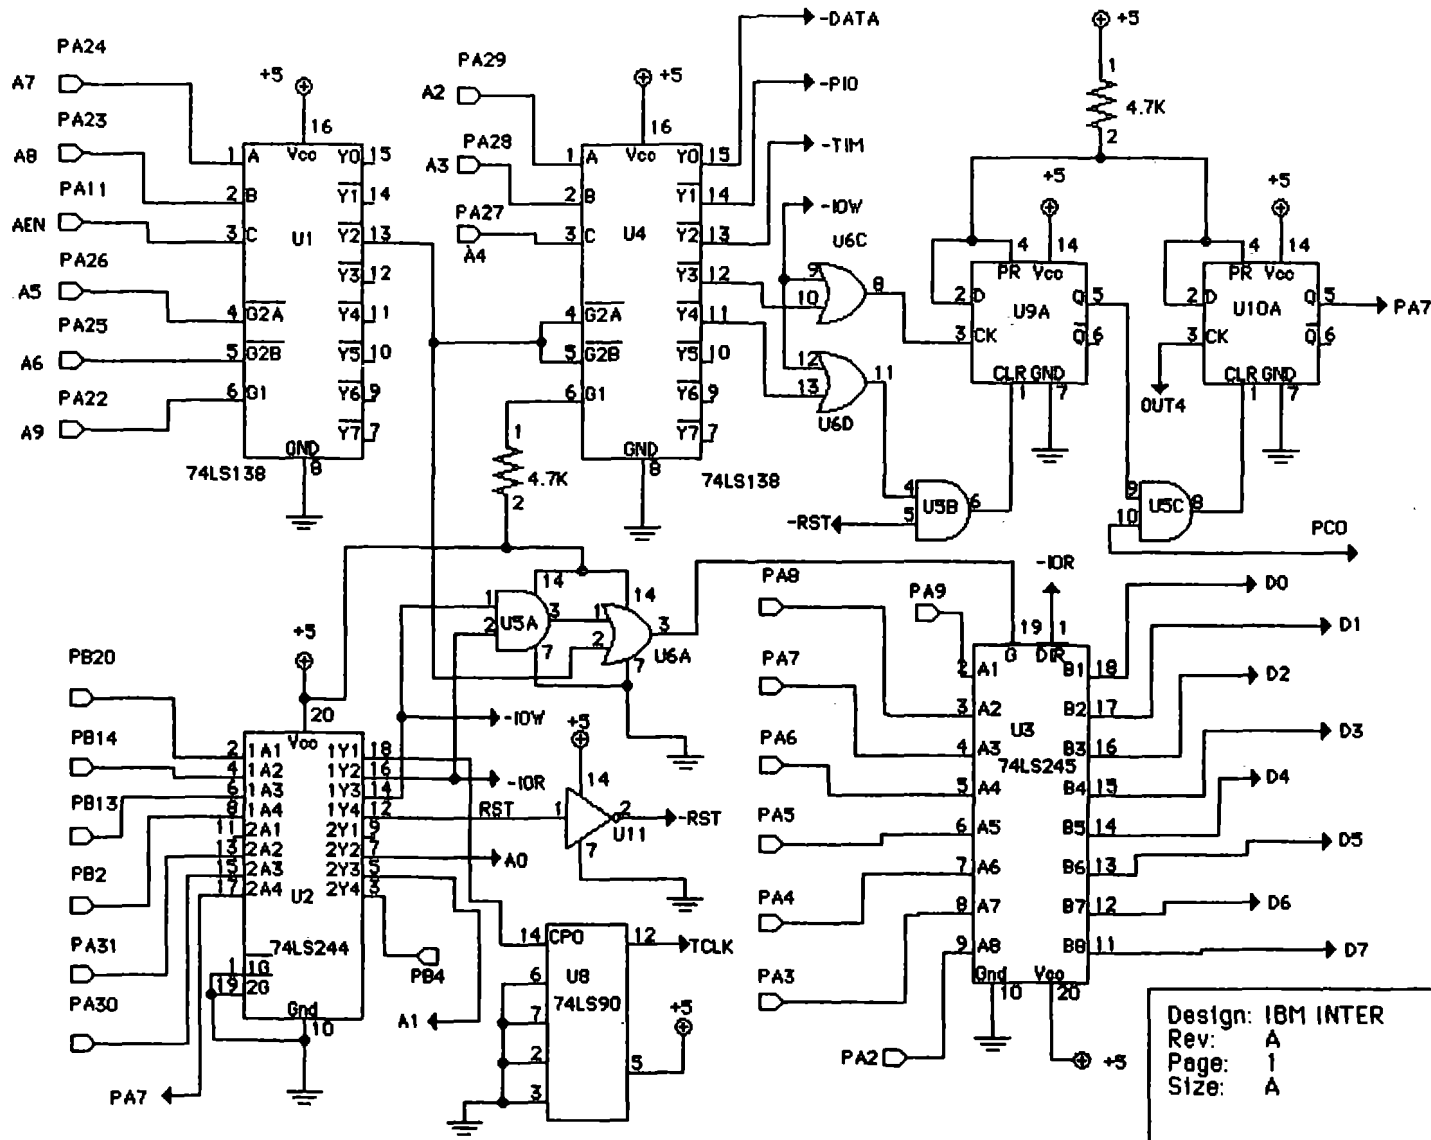 PA24
A7
PA23
A8
PA11
AEN
PA26
A5
PA25
A6
PA22
A9
+5
16
1 A Vcc Y0 15
2 B Y1 14
3 C U1 Y2 13
Y3 12
4 G2A Y4 11
5 G2B Y5 10
6 G1 Y6 9
Y7 7
GND
8
74LS138
PA29
A2
PA28
A3
PA27
A4
+5
16
1 A Vcc Y0 15
2 B Y1 14
3 C U4 Y2 13
Y3 12
4 G2A Y4 11
5 G2B Y5 10
6 G1 Y6 9
Y7 7
GND
8
74LS138
1
4.7K
2
-DATA
-PIO
-TIM
-IOW
U6C
9
10
8
12
13
11
U6D
+5
1
4.7K
2
+5
4 14
PR Vcc
2 D Q 5
U9A
3 CK Q 6
CLR GND
1 7
+5
4 14
PR Vcc
2 D Q 5
U10A
3 CK Q 6
CLR GND
1 7
PA7
OUT4
4
5
U5B
6
-RST
9
10
U5C
8
PC0
14
1
2
U5A
3
7
14
1
2
3
U6A
7
+5
20
PB20
PB14
PB13
PB2
PA31
PA30
PA7
Vcc
2 1A1 1Y1 18
4 1A2 1Y2 16
6 1A3 1Y3 14
8 1A4 1Y4 12
11 2A1 2Y1 9
13 2A2 2Y2 7
15 2A3 2Y3 5
17 2A4 2Y4 3
U2
74LS244
1 1G
19 2G
Gnd
10
-IOW
-IOR
RST
+5
14
1
2
U11
7
-RST
A0
PB4
A1
14 CP0 12
TCLK
6
U8
74LS90
7
2
3
5
+5
PA8
PA9
PA7
PA6
PA5
PA4
PA3
PA2
-IOR
19 1
G DIR
2 A1 B1 18
3 A2 B2 17
U3
4 A3 B3 16
74LS245
5 A4 B4 15
6 A5 B5 14
7 A6 B6 13
8 A7 B7 12
9 A8 B8 11
Gnd Vcc
10 20
+5
D0
D1
D2
D3
D4
D5
D6
D7
Design: IBM INTER
Rev: A
Page: 1
Size: A